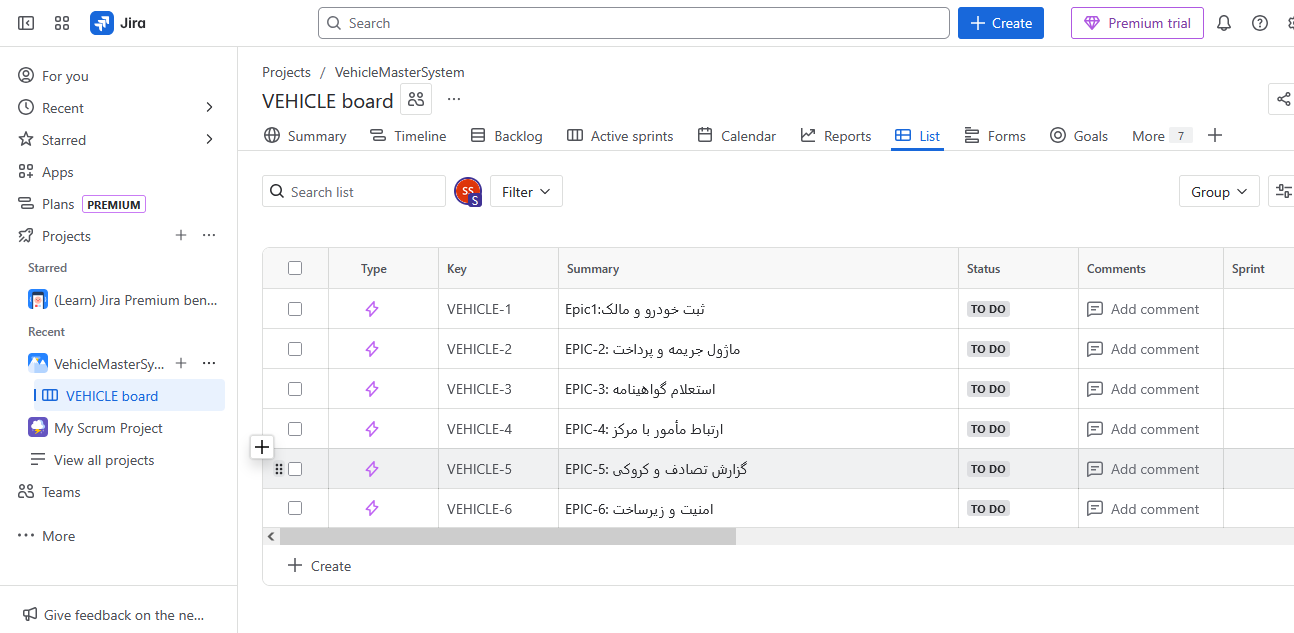 Jira
Search
Create
Premium trial
For you
Recent
Starred
Apps
Plans PREMIUM
Projects
Starred
(Learn) Jira Premium ben...
Recent
VehicleMasterSy...
VEHICLE board
My Scrum Project
View all projects
Teams
More
Give feedback on the ne...
Projects / VehicleMasterSystem
VEHICLE board
Summary Timeline Backlog Active sprints Calendar Reports List Forms Goals More 7
Search list SS S Filter Group
Type Key Summary Status Comments Sprint
VEHICLE-1 Epic1:ثبت خودرو و مالک TO DO Add comment
VEHICLE-2 EPIC-2: ماژول جریمه و پرداخت TO DO Add comment
VEHICLE-3 EPIC-3: استعلام گواهینامه TO DO Add comment
VEHICLE-4 EPIC-4: ارتباط مأمور با مرکز TO DO Add comment
VEHICLE-5 EPIC-5: گزارش تصادف و کروکی TO DO Add comment
VEHICLE-6 EPIC-6: امنیت و زیرساخت TO DO Add comment
Create